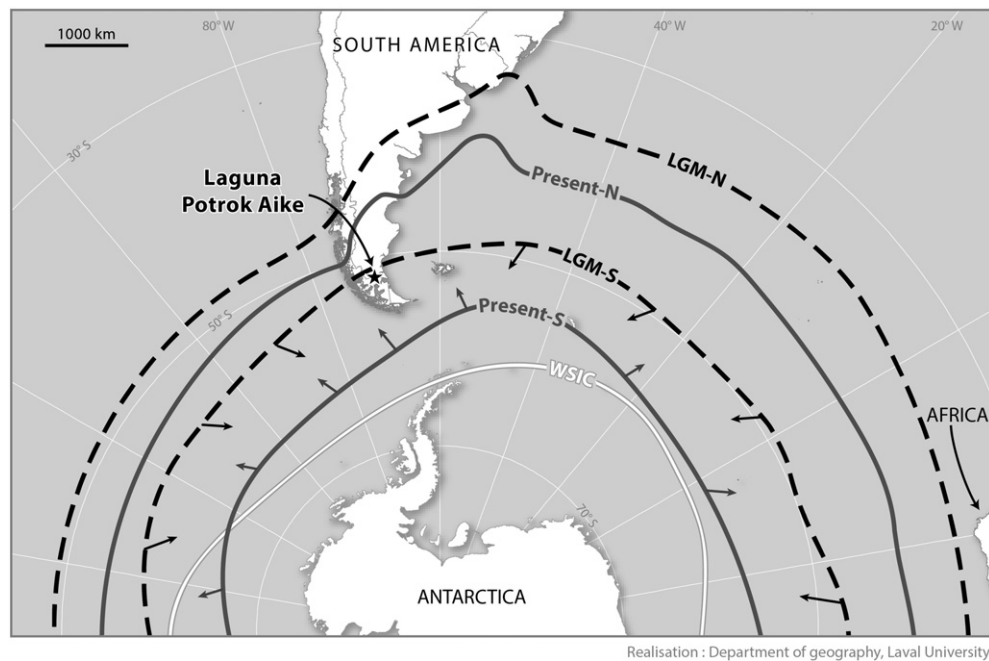 80° W
40° W
20° W
1000 km
SOUTH AMERICA
30° S
LGM-N
Laguna
Potrok Aike
Present-N
LGM-S
50° S
Present-S
WSIC
AFRICA
70° S
ANTARCTICA
Realisation : Department of geography, Laval University